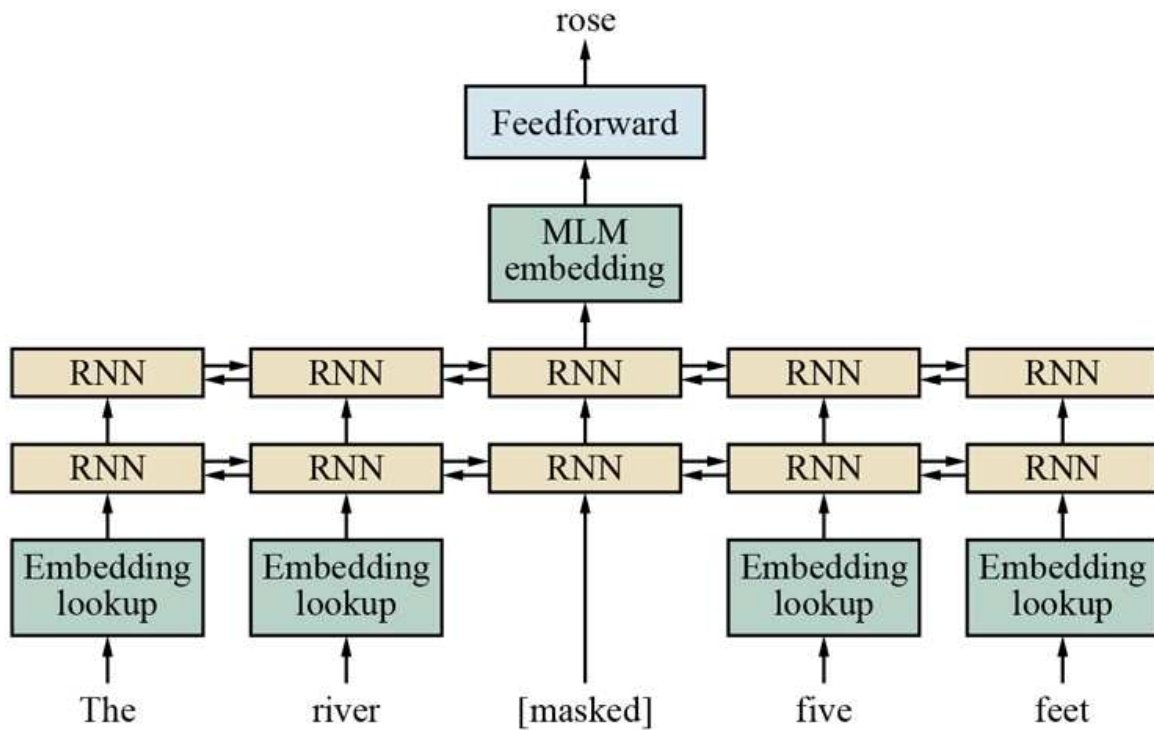 rose
Feedforward
MLM
embedding
RNN RNN RNN RNN RNN
RNN RNN RNN RNN RNN
Embedding Embedding Embedding Embedding
lookup lookup lookup lookup
The river [masked] five feet